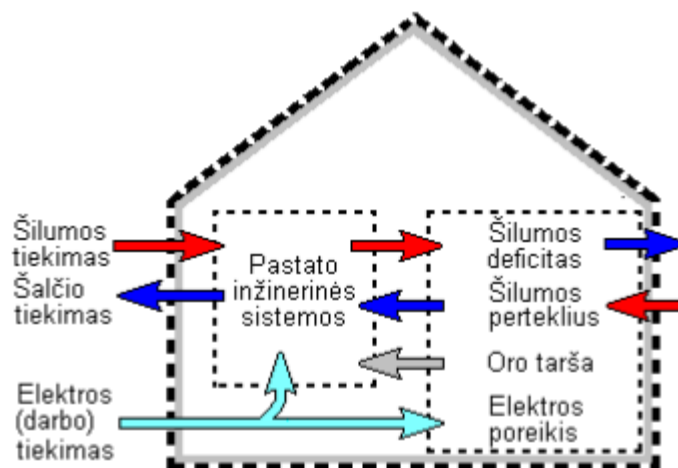 Šilumos
tiekimas
Šalčio
tiekimas
Elektros
(darbo)
tiekimas
Pastato
inžinerinės
sistemos
Šilumos
deficitas
Šilumos
perteklius
Oro tarša
Elektros
poreikis